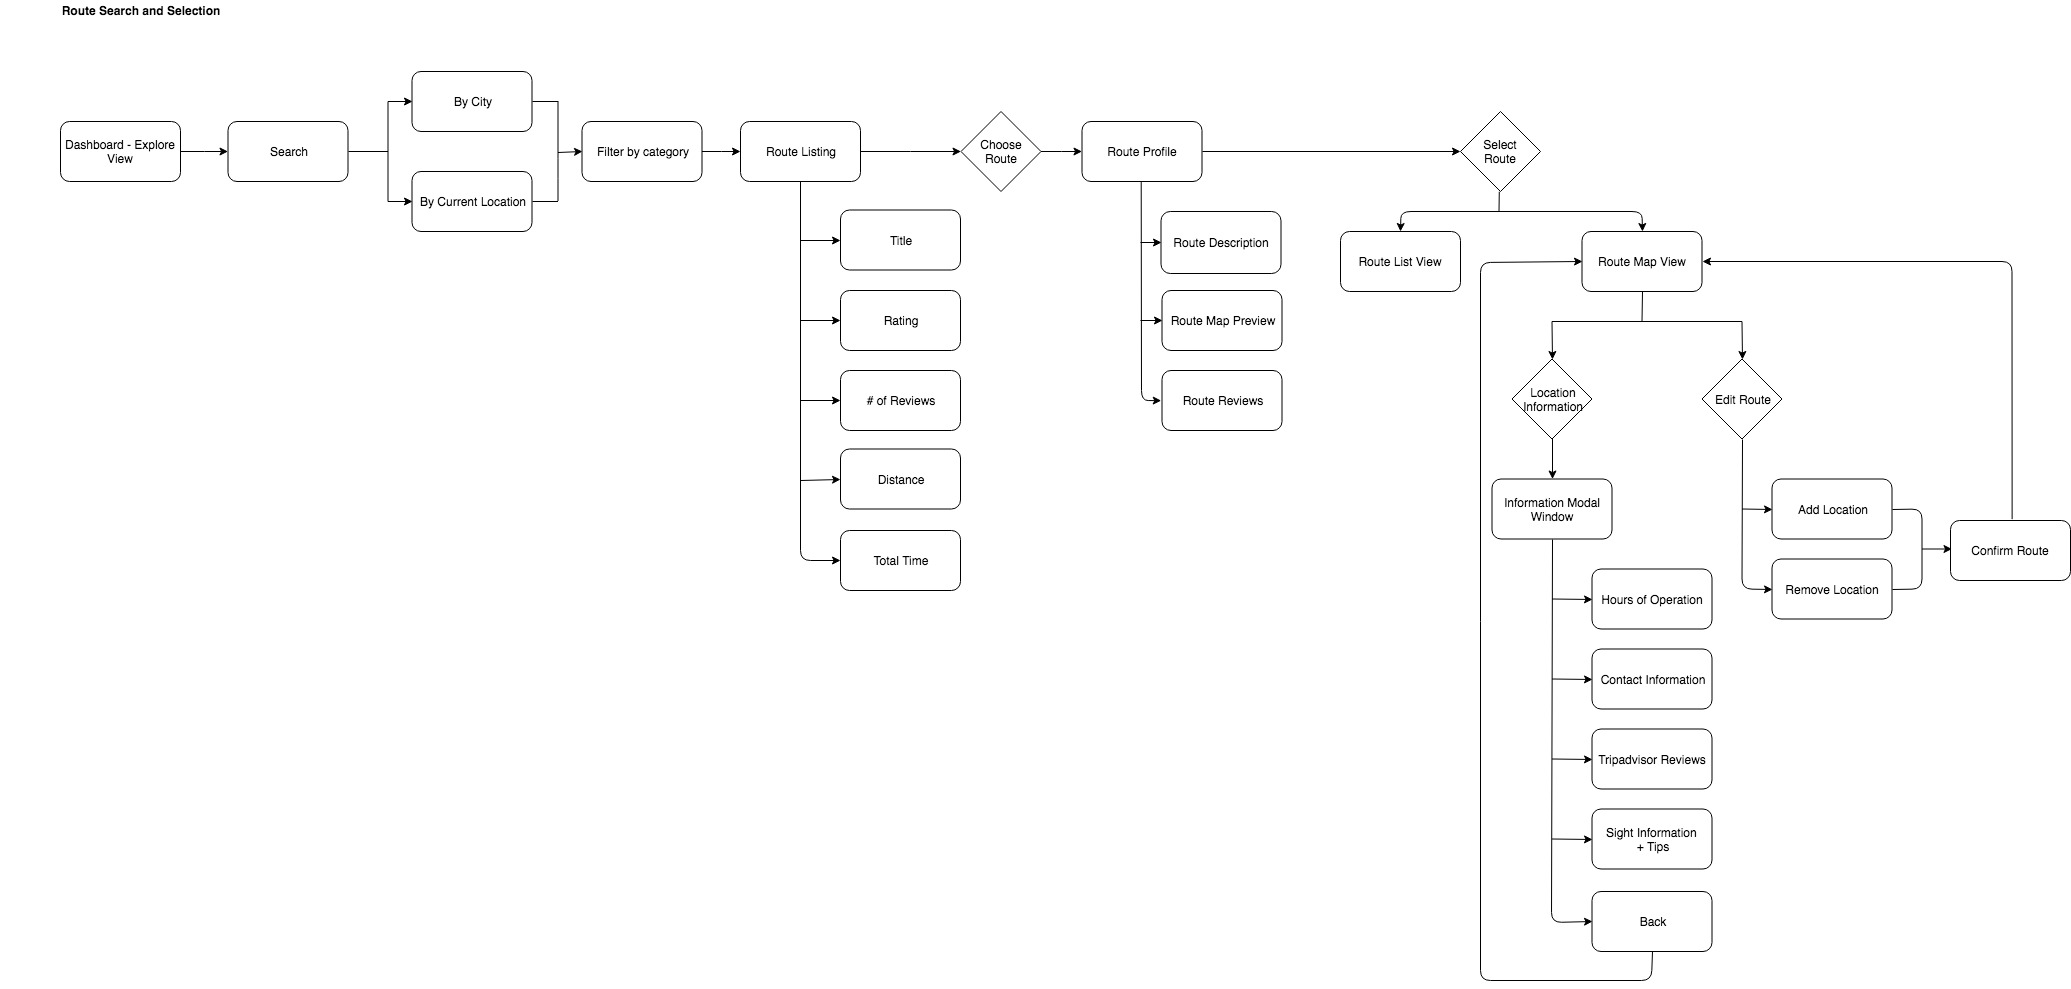 Route Search and Selection
Dashboard - Explore
View
Search
By City
By Current Location
Filter by category
Route Listing
Title
Rating
# of Reviews
Distance
Total Time
Choose
Route
Route Profile
Route Description
Route Map Preview
Route Reviews
Select
Route
Route List View
Route Map View
Location
Information
Edit Route
Information Modal
Window
Add Location
Remove Location
Confirm Route
Hours of Operation
Contact Information
Tripadvisor Reviews
Sight Information
+ Tips
Back